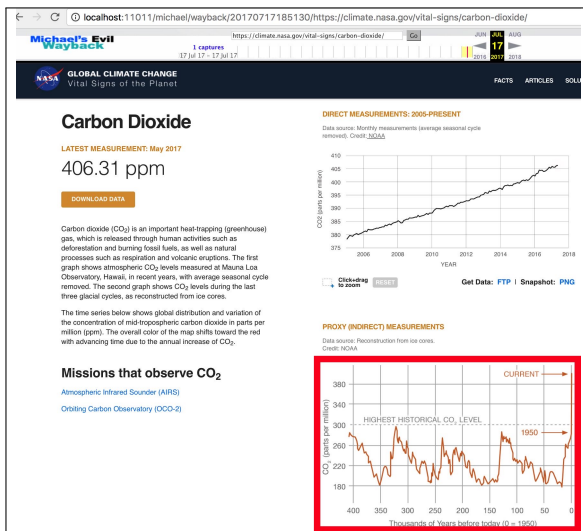 localhost:11011/michael/wayback/20170717185130/https://climate.nasa.gov/vital-signs/carbon-dioxide/
Michael's Evil
Wayback
https://climate.nasa.gov/vital-signs/carbon-dioxide/
Go
JUN JUL AUG
1 captures
17
17 Jul 17 - 17 Jul 17
2016 2017 2018
NASA
GLOBAL CLIMATE CHANGE
Vital Signs of the Planet
FACTS ARTICLES SOLU
Carbon Dioxide
LATEST MEASUREMENT: May 2017
406.31 ppm
DOWNLOAD DATA
Carbon dioxide (CO2) is an important heat-trapping (greenhouse)
gas, which is released through human activities such as
deforestation and burning fossil fuels, as well as natural
processes such as respiration and volcanic eruptions. The first
graph shows atmospheric CO2 levels measured at Mauna Loa
Observatory, Hawaii, in recent years, with average seasonal cycle
removed. The second graph shows CO2 levels during the last
three glacial cycles, as reconstructed from ice cores.
The time series below shows global distribution and variation of
the concentration of mid-tropospheric carbon dioxide in parts per
million (ppm). The overall color of the map shifts toward the red
with advancing time due to the annual increase of CO2.
Missions that observe CO2
Atmospheric Infrared Sounder (AIRS)
Orbiting Carbon Observatory (OCO-2)
DIRECT MEASUREMENTS: 2005-PRESENT
Data source: Monthly measurements (average seasonal cycle
removed). Credit: NOAA
CO2 (parts per million)
410
405
400
395
390
385
380
375
2006 2008 2010 2012 2014 2016 2018
YEAR
Click+drag
to zoom
RESET
Get Data: FTP | Snapshot: PNG
PROXY (INDIRECT) MEASUREMENTS
Data source: Reconstruction from ice cores.
Credit: NOAA
CO2 (parts per million)
CURRENT
380
340
HIGHEST HISTORICAL CO2 LEVEL
300
1950
260
220
180
400 350 300 250 200 150 100 50 0
Thousands of Years before today (0 = 1950)